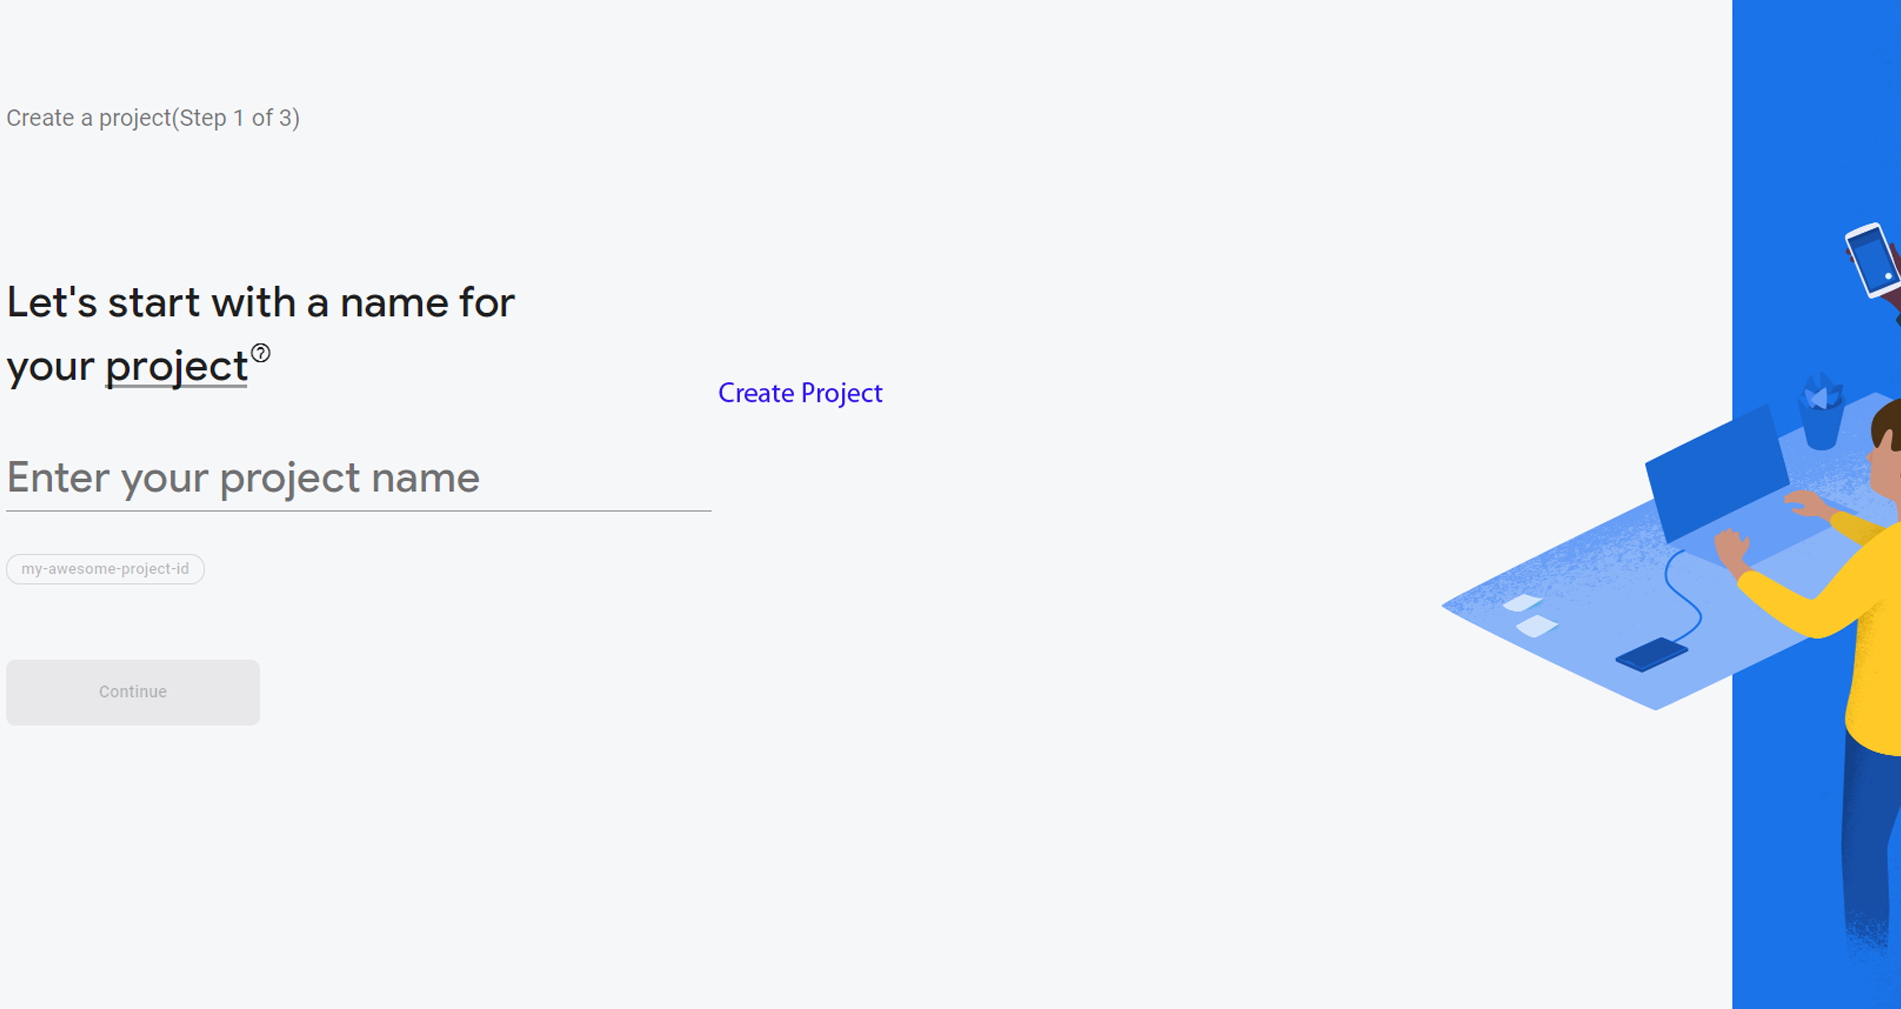 Create a project(Step 1 of 3)
Let's start with a name for
your project?
Create Project
Enter your project name
my-awesome-project-id
Continue